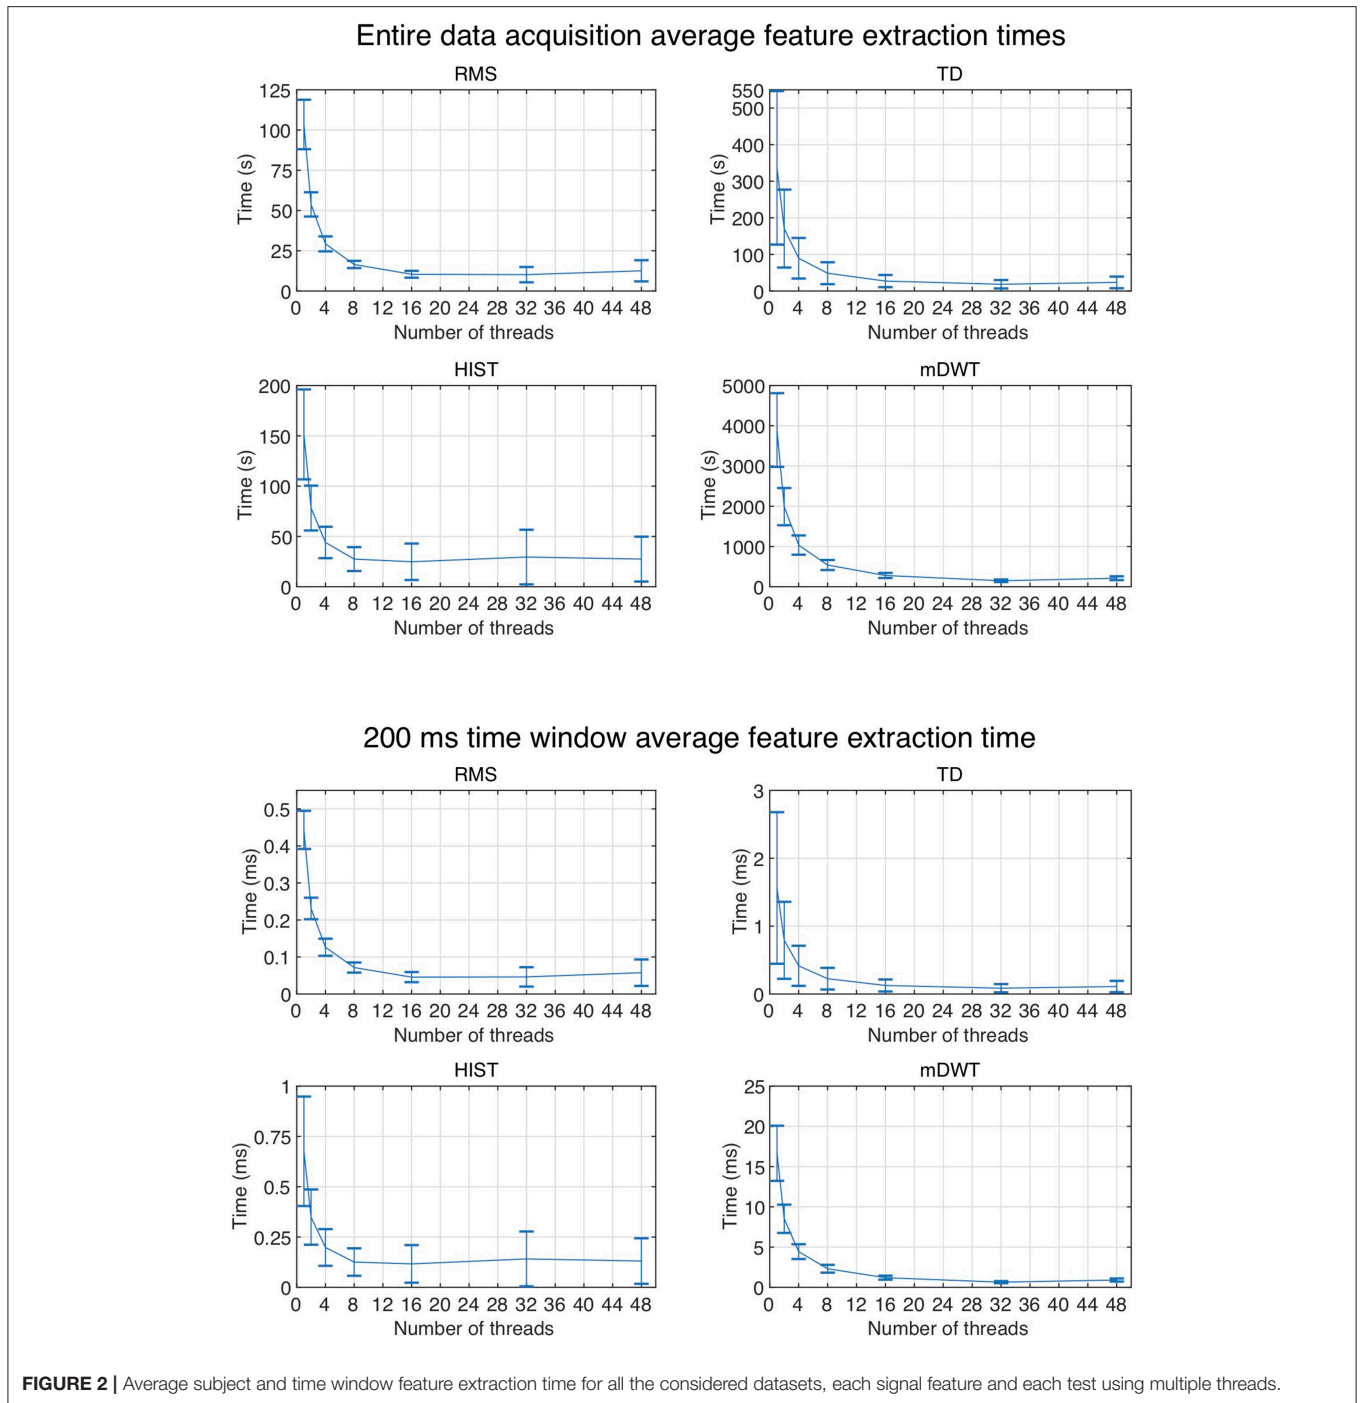 Entire data acquisition average feature extraction times
RMS
125
100
75
50
25
0
Time (s)
0 4 8 12 16 20 24 28 32 36 40 44 48
Number of threads
TD
550
500
400
300
200
100
0
Time (s)
0 4 8 12 16 20 24 28 32 36 40 44 48
Number of threads
HIST
200
150
100
50
0
Time (s)
0 4 8 12 16 20 24 28 32 36 40 44 48
Number of threads
mDWT
5000
4000
3000
2000
1000
0
Time (s)
0 4 8 12 16 20 24 28 32 36 40 44 48
Number of threads
200 ms time window average feature extraction time
RMS
0.5
0.4
0.3
0.2
0.1
0
Time (ms)
0 4 8 12 16 20 24 28 32 36 40 44 48
Number of threads
TD
3
2
1
0
Time (ms)
0 4 8 12 16 20 24 28 32 36 40 44 48
Number of threads
HIST
1
0.75
0.5
0.25
0
Time (ms)
0 4 8 12 16 20 24 28 32 36 40 44 48
Number of threads
mDWT
25
20
15
10
5
0
Time (ms)
0 4 8 12 16 20 24 28 32 36 40 44 48
Number of threads
FIGURE 2 | Average subject and time window feature extraction time for all the considered datasets, each signal feature and each test using multiple threads.